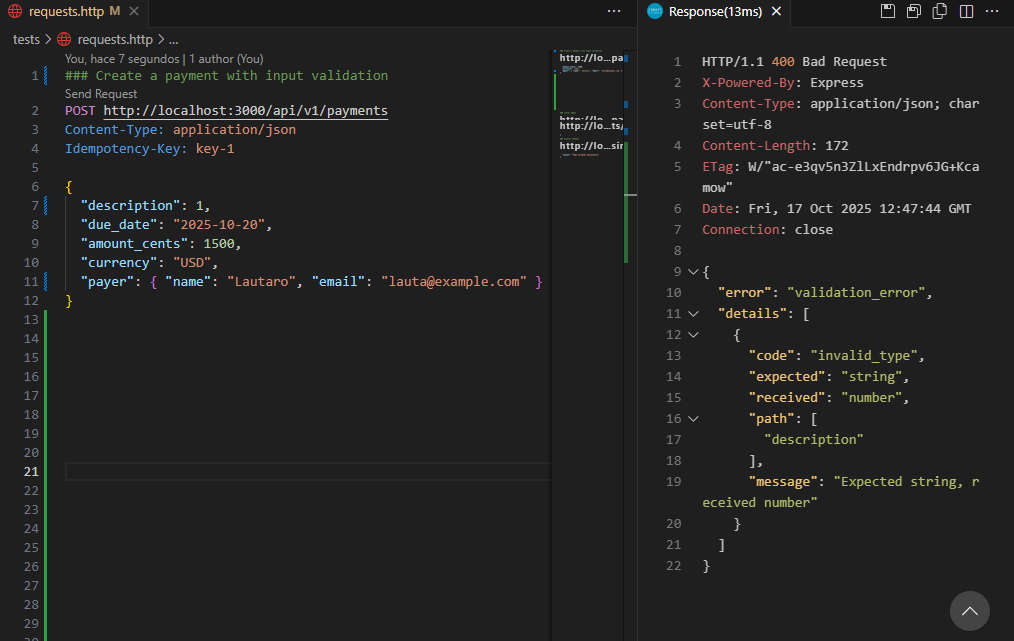 requests.http M
Response(13ms)
tests > requests.http > ...
You, hace 7 segundos | 1 author (You)
1 ### Create a payment with input validation
Send Request
2 POST http://localhost:3000/api/v1/payments
3 Content-Type: application/json
4 Idempotency-Key: key-1
5
6 {
7 "description": 1,
8 "due_date": "2025-10-20",
9 "amount_cents": 1500,
10 "currency": "USD",
11 "payer": { "name": "Lautaro", "email": "lauta@example.com" }
12 }
13
14
15
16
17
18
19
20
21
22
23
24
25
26
27
28
29
http://lo...pa
http://lo...ts/
http://lo...sir
1 HTTP/1.1 400 Bad Request
2 X-Powered-By: Express
3 Content-Type: application/json; char
set=utf-8
4 Content-Length: 172
5 ETag: W/"ac-e3qv5n3ZlLxEndrpv6JG+Kca
mow"
6 Date: Fri, 17 Oct 2025 12:47:44 GMT
7 Connection: close
8
9 {
10 "error": "validation_error",
11 "details": [
12 {
13 "code": "invalid_type",
14 "expected": "string",
15 "received": "number",
16 "path": [
17 "description"
18 ],
19 "message": "Expected string, r
eceived number"
20 }
21 ]
22 }